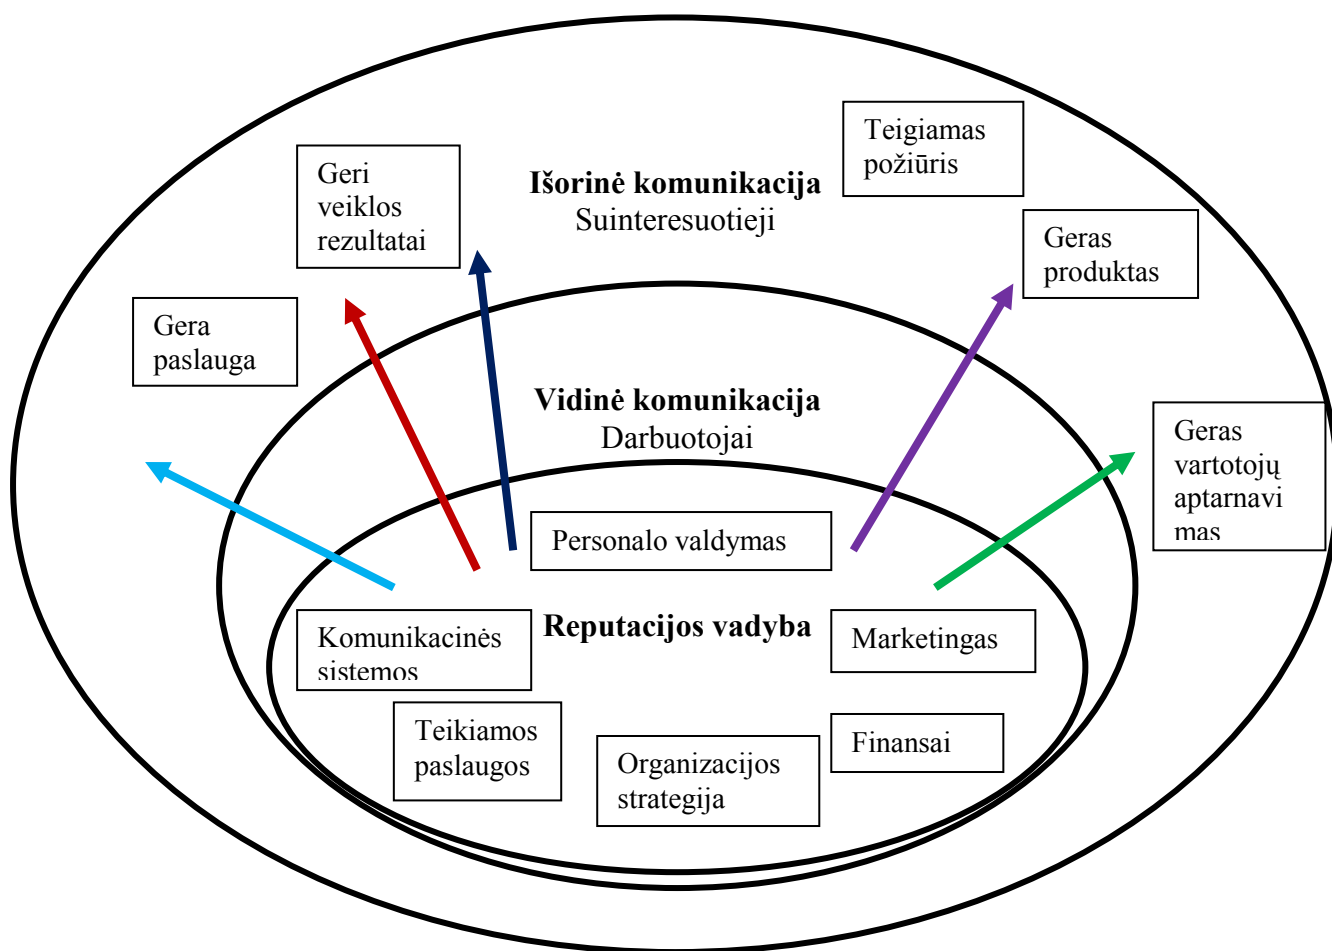 Teigiamas
požiūris
Geri
veiklos
rezultatai
Išorinė komunikacija
Suinteresuotieji
Geras
produktas
Gera
paslauga
Vidinė komunikacija
Darbuotojai
Geras
vartotojų
aptarnavi
mas
Personalo valdymas
Komunikacinės
sistemos
Reputacijos vadyba
Marketingas
Teikiamos
paslaugos
Organizacijos
strategija
Finansai